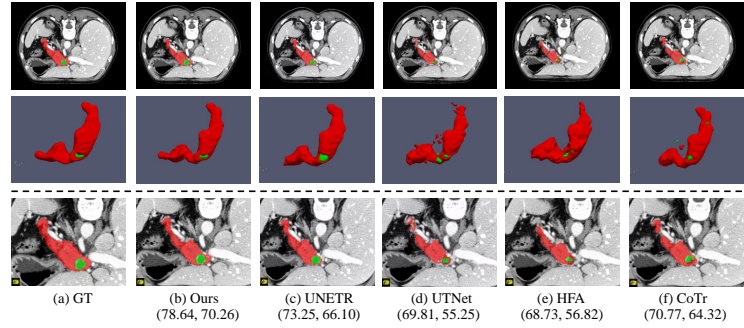 (a) GT (b) Ours (c) UNETR (d) UTNet (e) HFA (f) CoTr
(78.64, 70.26) (73.25, 66.10) (69.81, 55.25) (68.73, 56.82) (70.77, 64.32)